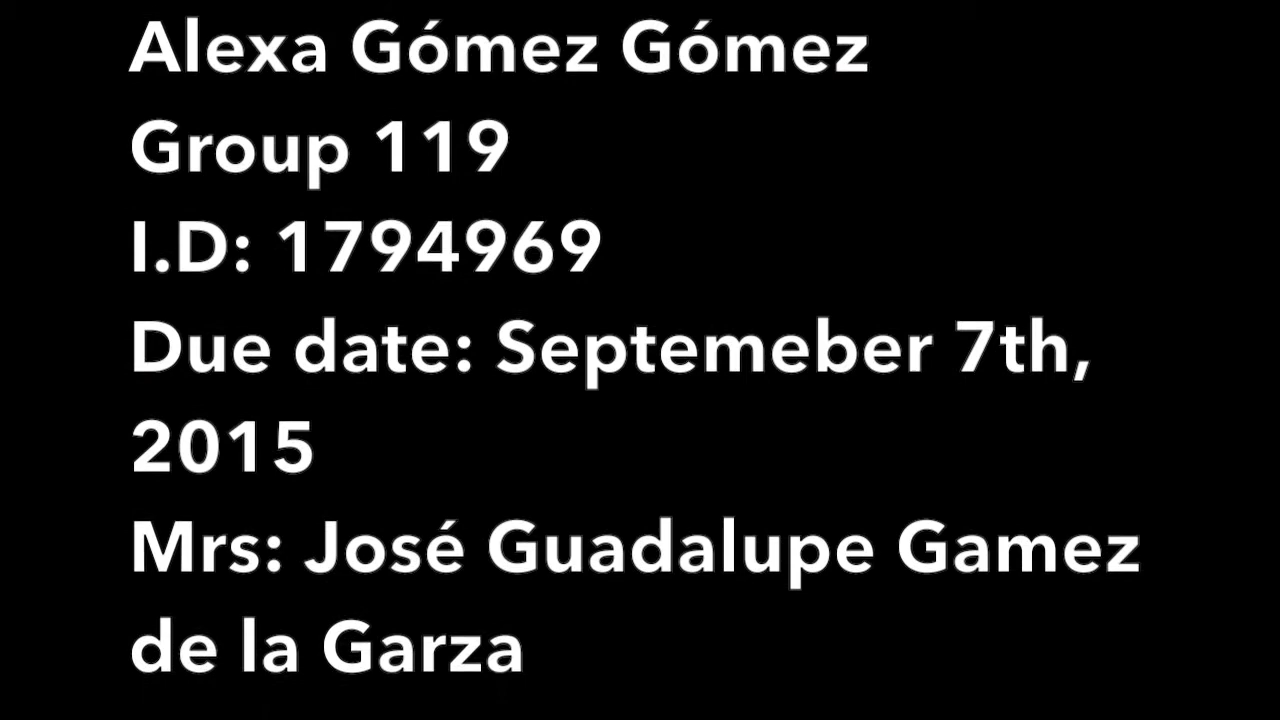 Alexa Gómez Gómez
Group 119
I.D: 1794969
Due date: Septemeber 7th,
2015
Mrs: José Guadalupe Gamez
de la Garza